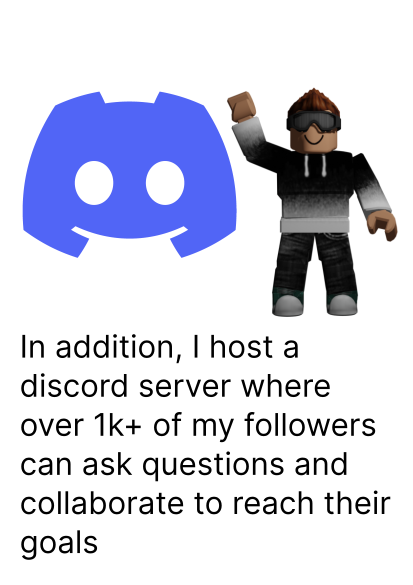 In addition, I host a
discord server where
over 1k+ of my followers
can ask questions and
collaborate to reach their
goals